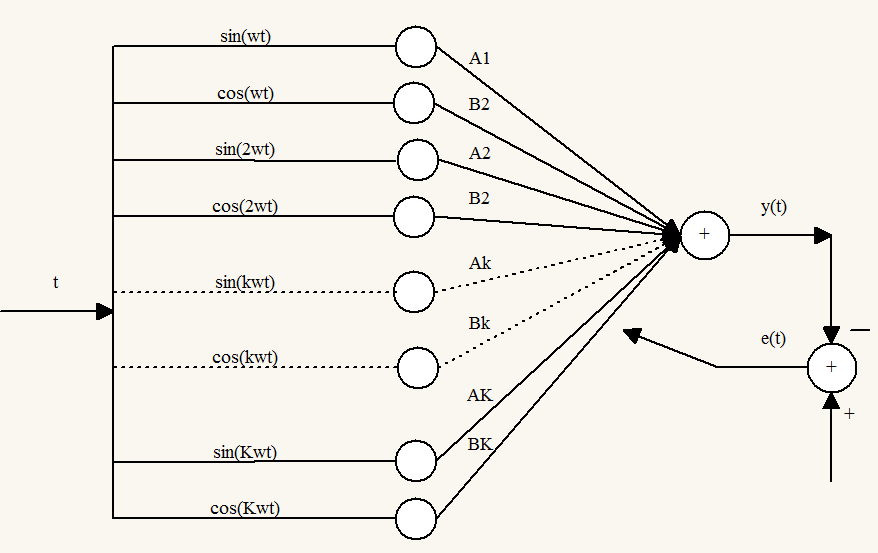 sin(wt)
A1
cos(wt)
B2
sin(2wt)
A2
cos(2wt)
B2
y(t)
+
t
sin(kwt)
Ak
cos(kwt)
Bk
e(t)
—
+
+
AK
sin(Kwt)
BK
cos(Kwt)